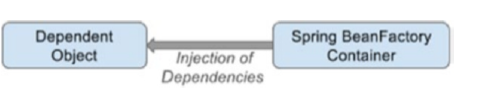 Dependent
Object
Injection of
Dependencies
Spring BeanFactory
Container